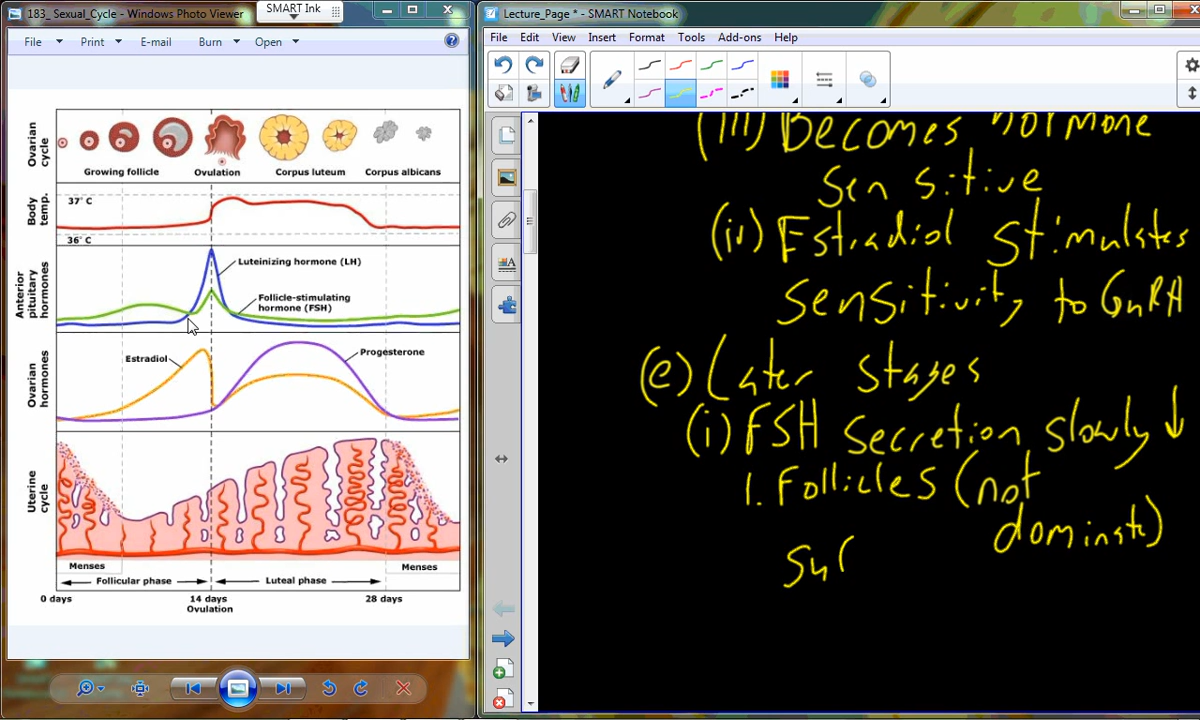 183_Sexual_Cycle - Windows Photo Viewer
SMART Ink
File Print E-mail Burn Open
Ovarian cycle
Growing follicle Ovulation Corpus luteum Corpus albicans
Body temp.
37° C
36° C
Anterior pituitary hormones
Luteinizing hormone (LH)
Follicle-stimulating
hormone (FSH)
Ovarian hormones
Estradiol
Progesterone
Uterine cycle
Menses Menses
Follicular phase Luteal phase
0 days 14 days 28 days
Ovulation
Lecture_Page * - SMART Notebook
File Edit View Insert Format Tools Add-ons Help
(iii) Becomes hormone
sensitive
(iv) Estradiol stimulates
sensitivity to GnRH
(e) Later stages
(i) FSH secretion slowly ↓
1. Follicles (not
dominate)